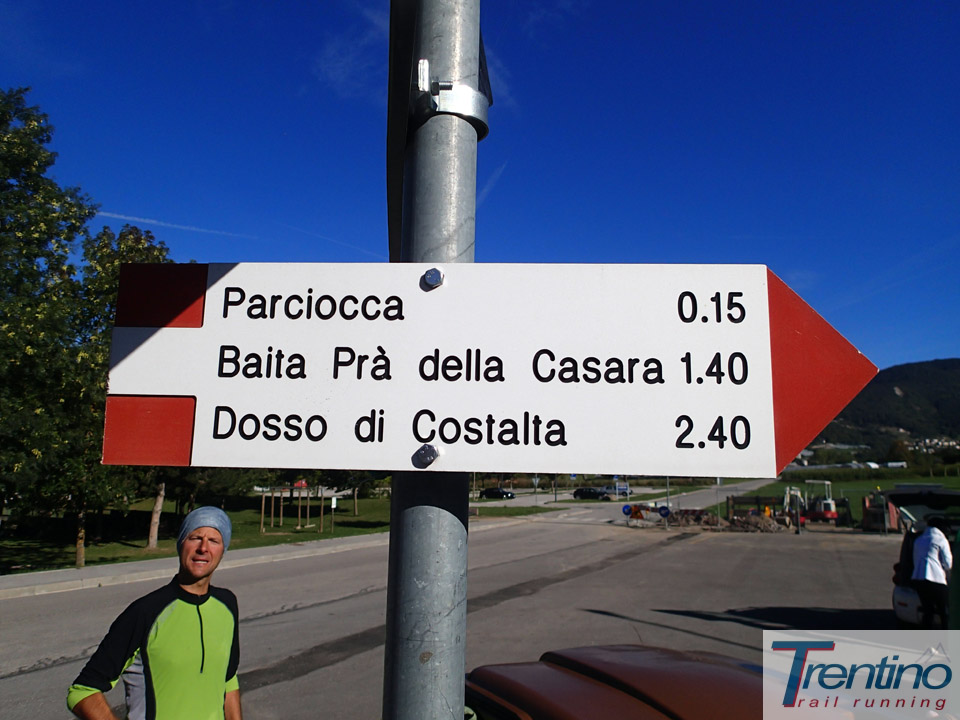 Parciocca 0.15
Baita Prà della Casara 1.40
Dosso di Costalta 2.40
Trentino
Trail running